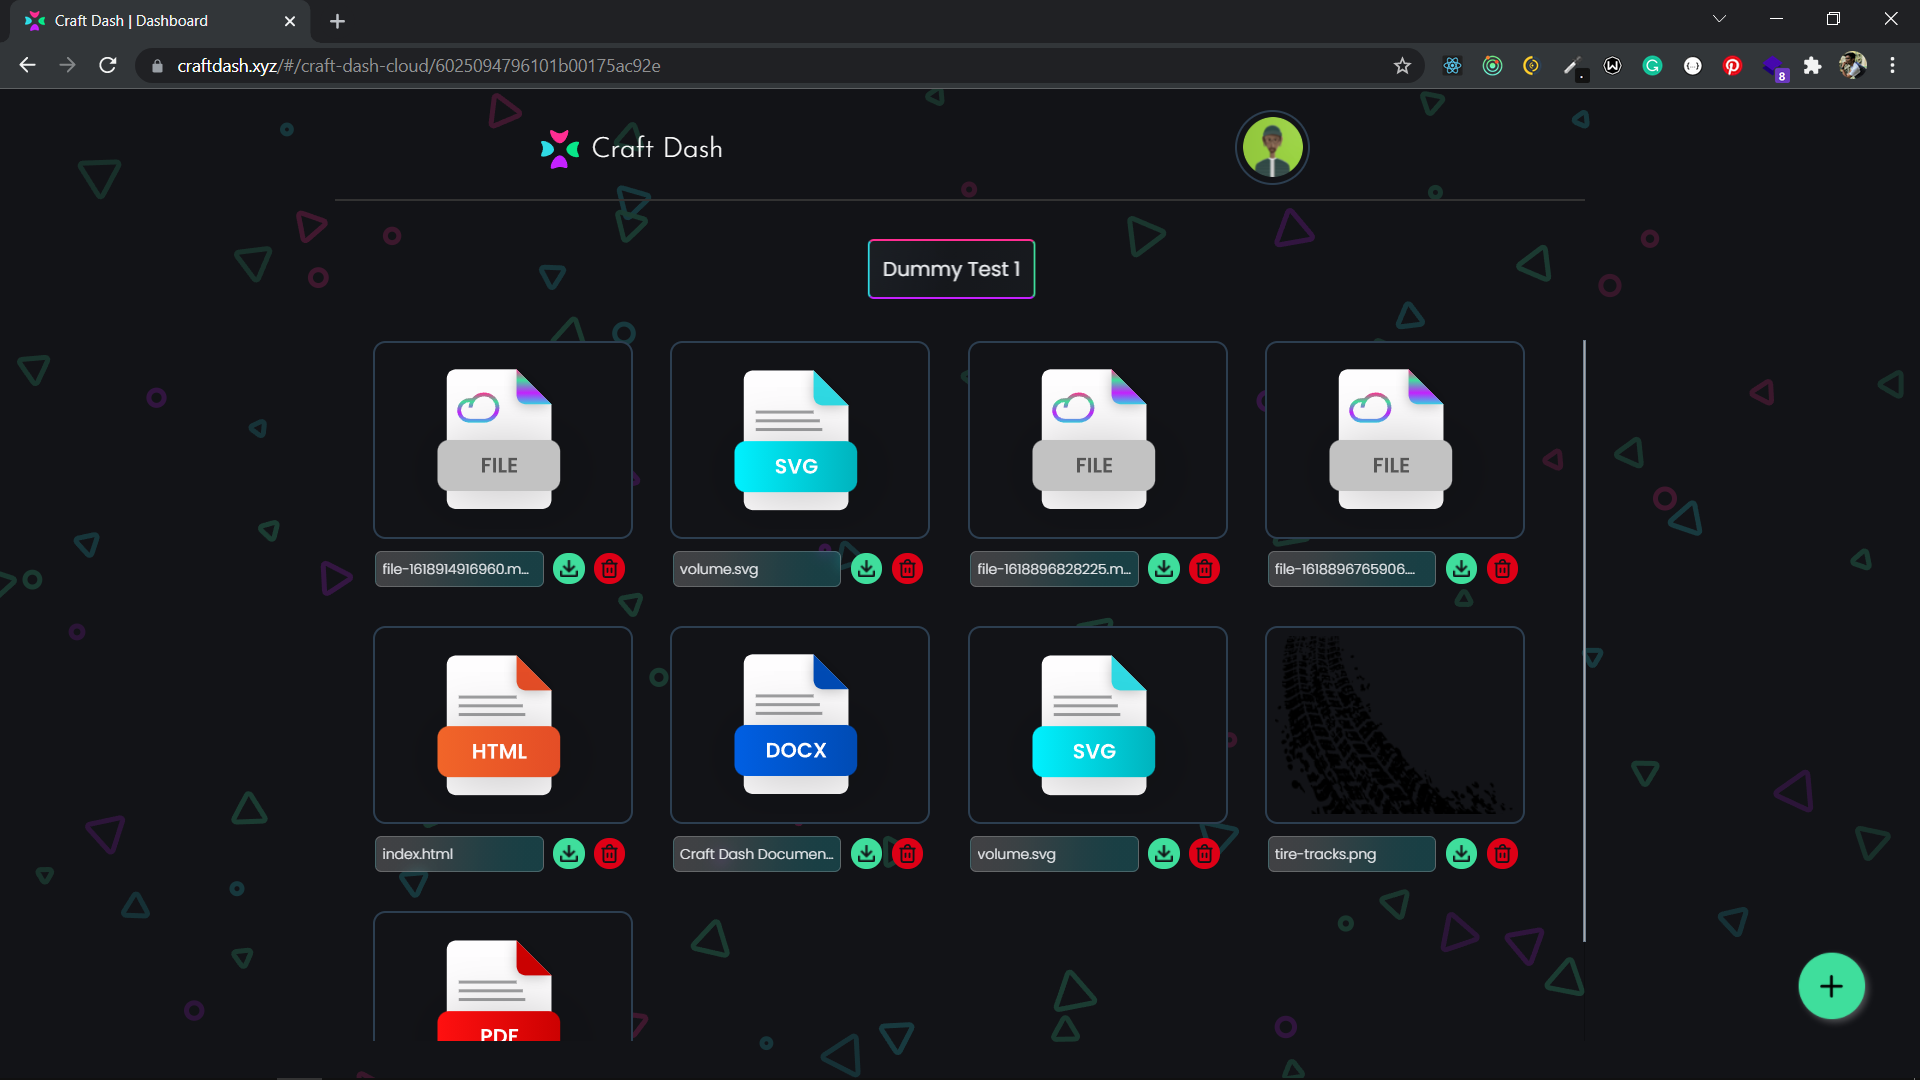 Craft Dash | Dashboard
craftdash.xyz/#/craft-dash-cloud/6025094796101b00175ac92e
8
Craft Dash
Dummy Test 1
FILE
SVG
FILE
FILE
file-1618914916960.m...
volume.svg
file-1618896828225.m...
file-1618896765906....
HTML
DOCX
SVG
index.html
Craft Dash Documen...
volume.svg
tire-tracks.png
PDF